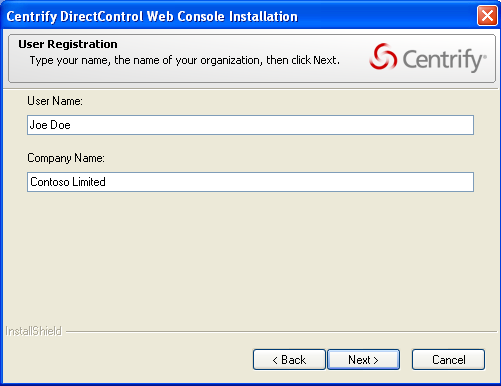 Centrify DirectControl Web Console Installation
User Registration
Type your name, the name of your organization, then click Next.
Centrify®
User Name:
Joe Doe
Company Name:
Contoso Limited
InstallShield
< Back
Next >
Cancel